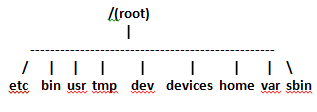 /(root)
|
------------------------------------------------
/ | | | | | | | \
etc bin usr tmp dev devices home var sbin